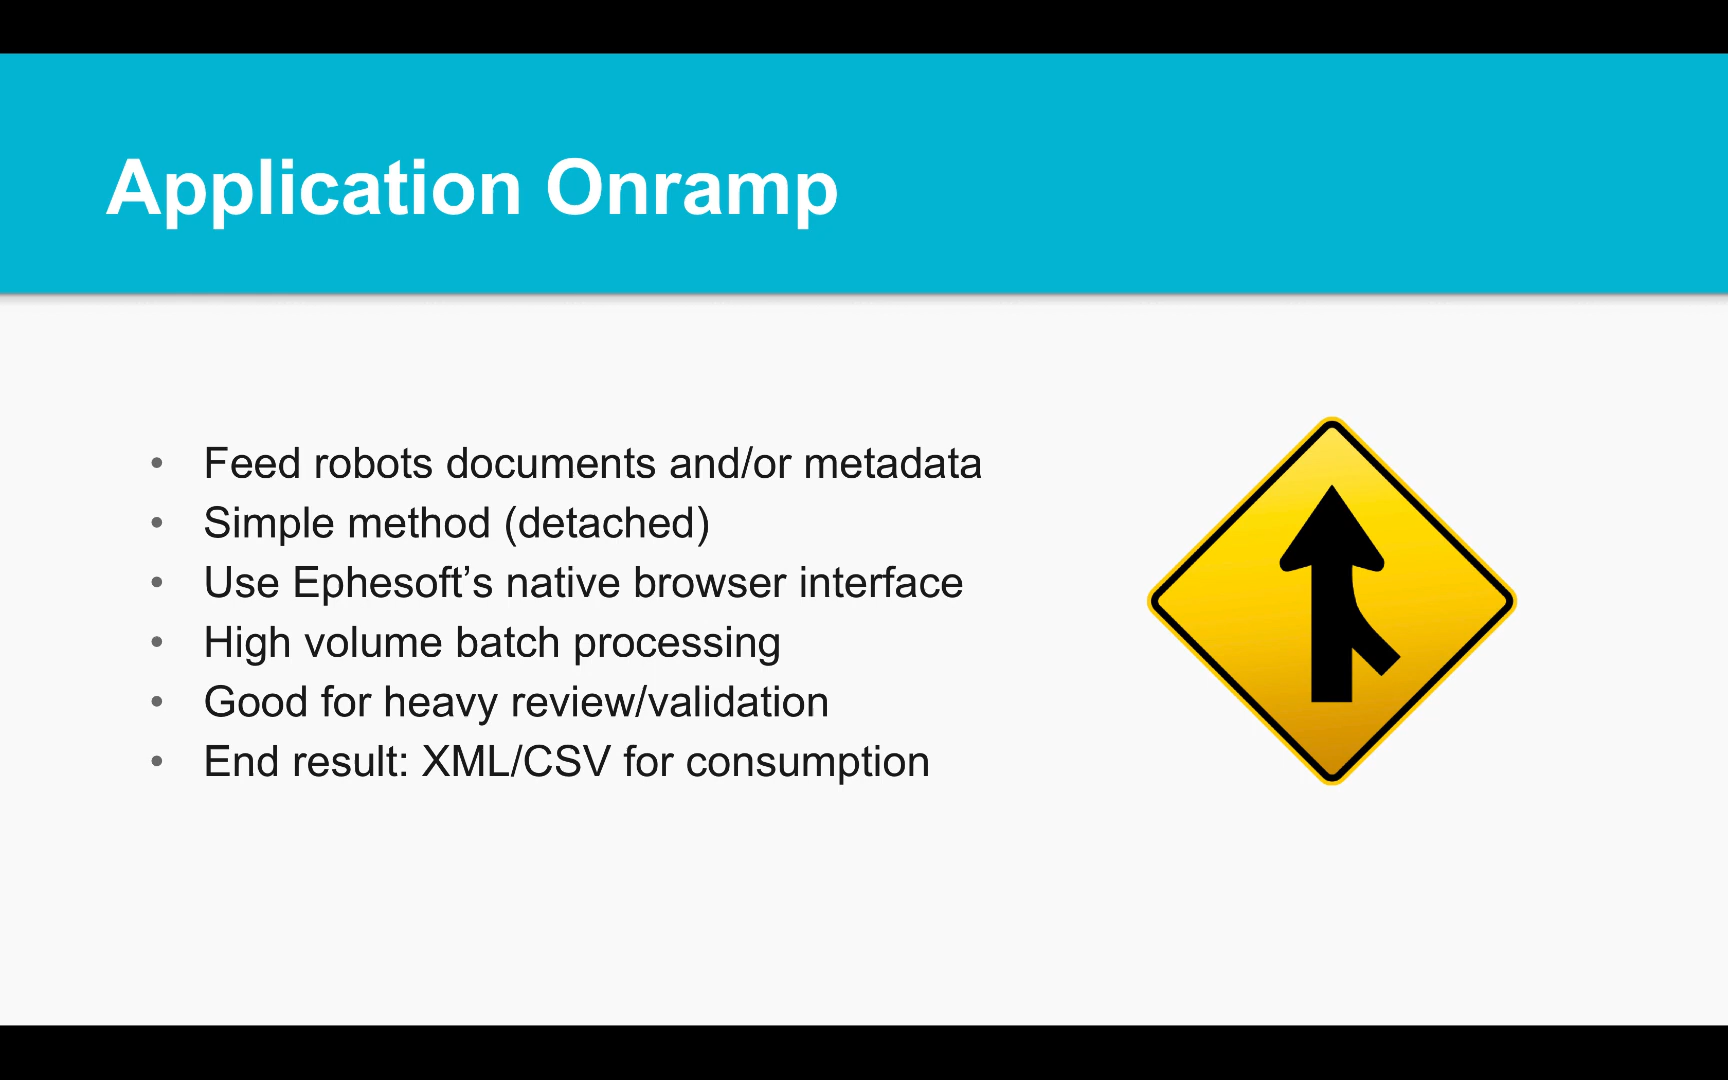 Application Onramp
• Feed robots documents and/or metadata
• Simple method (detached)
• Use Ephesoft’s native browser interface
• High volume batch processing
• Good for heavy review/validation
• End result: XML/CSV for consumption